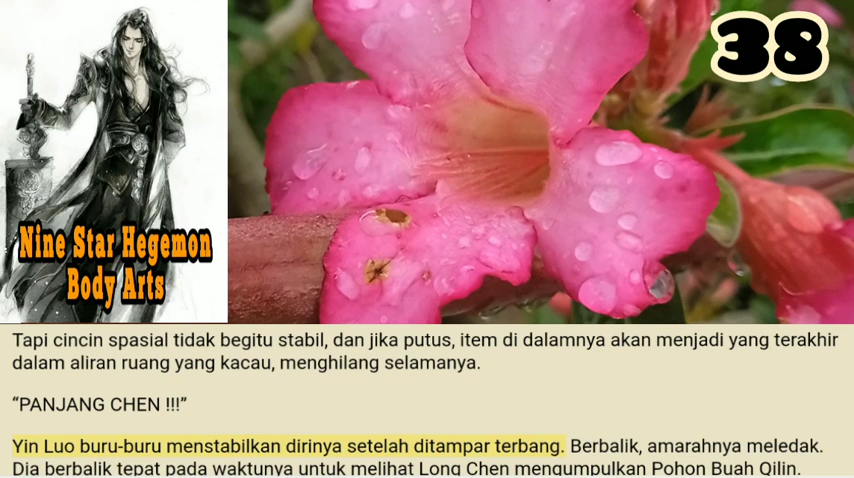 38
Nine Star Hegemon
Body Arts
Tapi cincin spasial tidak begitu stabil, dan jika putus, item di dalamnya akan menjadi yang terakhir
dalam aliran ruang yang kacau, menghilang selamanya.
“PANJANG CHEN !!!”
Yin Luo buru-buru menstabilkan dirinya setelah ditampar terbang. Berbalik, amarahnya meledak.
Dia berbalik tepat pada waktunya untuk melihat Long Chen mengumpulkan Pohon Buah Qilin.